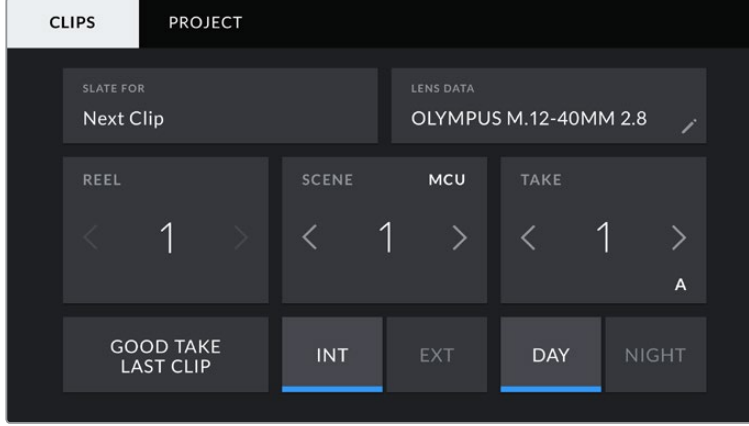 CLIPS PROJECT
SLATE FOR LENS DATA
Next Clip OLYMPUS M.12-40MM 2.8
REEL SCENE MCU TAKE
1 1 1
A
GOOD TAKE
LAST CLIP INT EXT DAY NIGHT